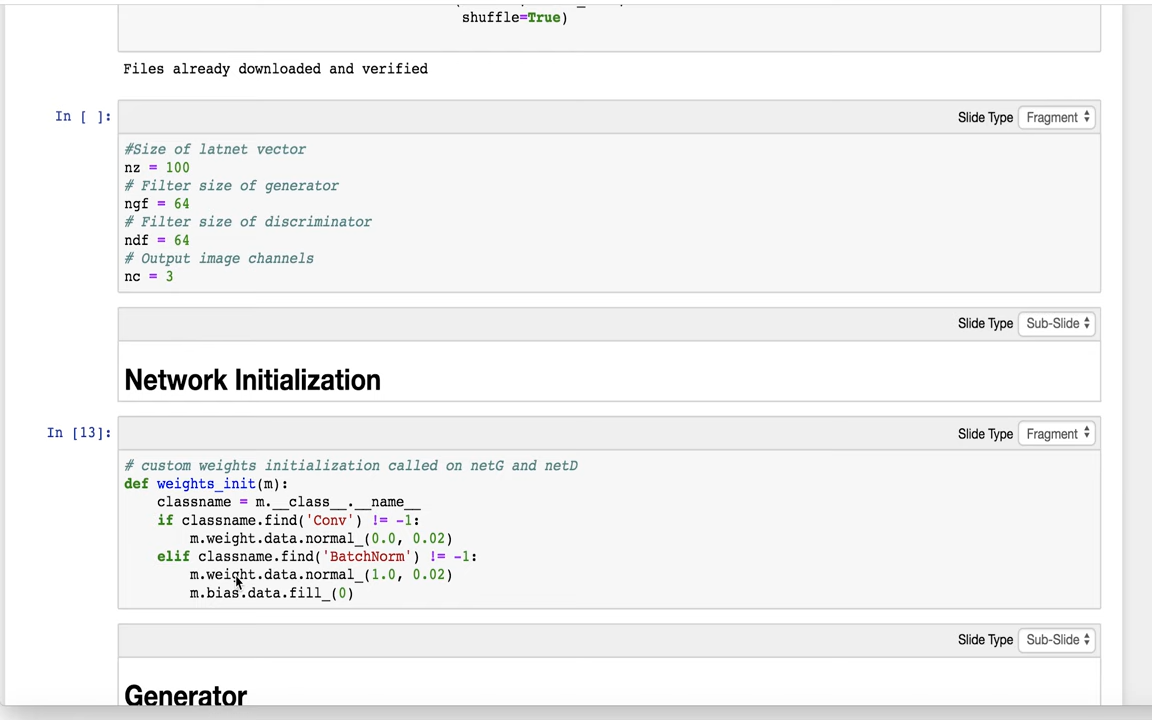 shuffle=True)
Files already downloaded and verified
In [ ]:
Slide Type Fragment
#Size of latnet vector
nz = 100
# Filter size of generator
ngf = 64
# Filter size of discriminator
ndf = 64
# Output image channels
nc = 3
Slide Type Sub-Slide
Network Initialization
In [13]:
Slide Type Fragment
# custom weights initialization called on netG and netD
def weights_init(m):
    classname = m.__class__.__name__
    if classname.find('Conv') != -1:
        m.weight.data.normal_(0.0, 0.02)
    elif classname.find('BatchNorm') != -1:
        m.weight.data.normal_(1.0, 0.02)
        m.bias.data.fill_(0)
Slide Type Sub-Slide
Generator